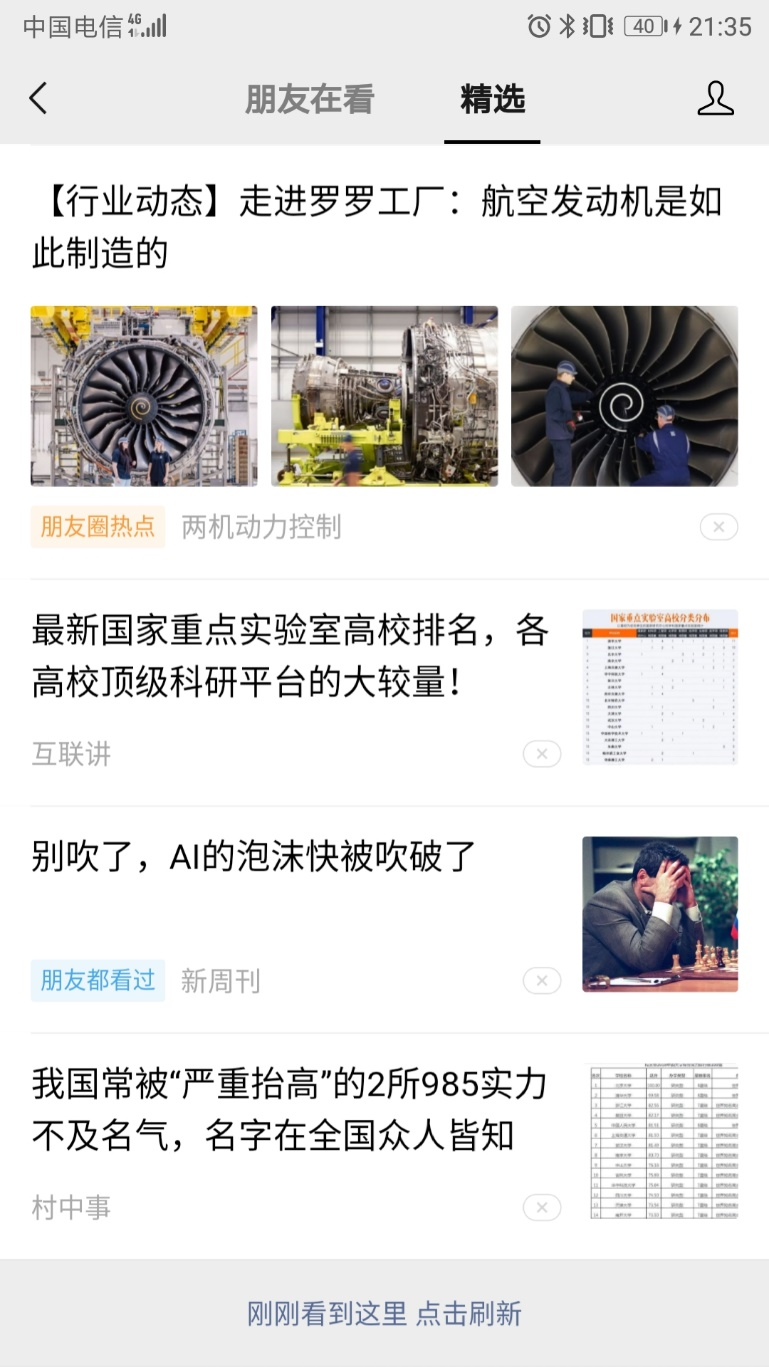 中国电信 4G 40 21:35
朋友在看 精选
【行业动态】走进罗罗工厂：航空发动机是如
此制造的
朋友圈热点 两机动力控制
最新国家重点实验室高校排名，各
高校顶级科研平台的大较量！
国家重点实验室高校分类分布
互联讲
别吹了，AI的泡沫快被吹破了
朋友都看过 新周刊
我国常被“严重抬高”的2所985实力
不及名气，名字在全国众人皆知
村中事
刚刚看到这里 点击刷新